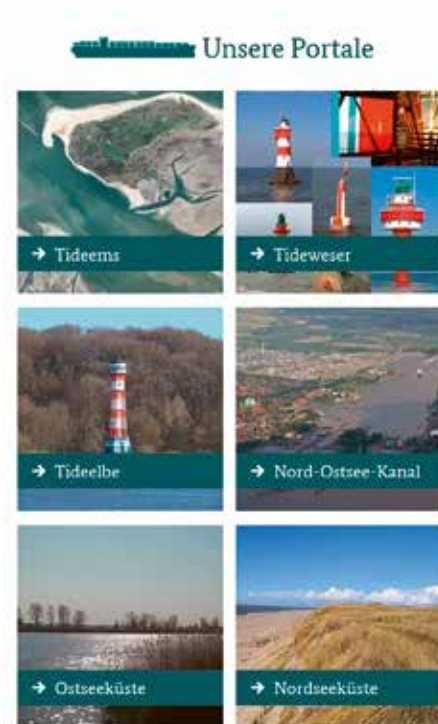 Unsere Portale
→ Tideems
→ Tideweser
→ Tideelbe
→ Nord-Ostsee-Kanal
→ Ostseeküste
→ Nordseeküste